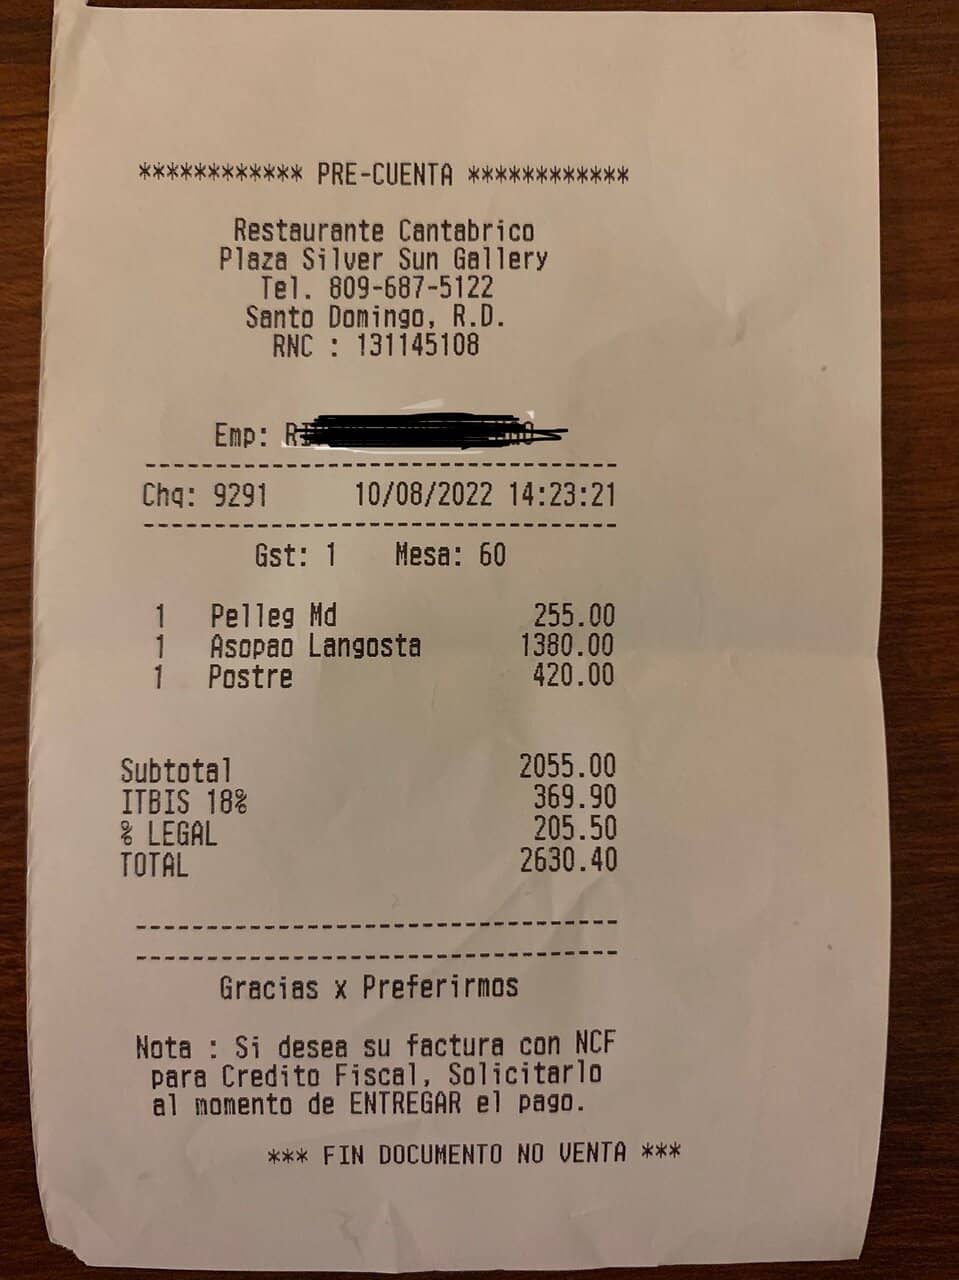 ************ PRE-CUENTA ************
Restaurante Cantabrico
Plaza Silver Sun Gallery
Tel. 809-687-5122
Santo Domingo, R.D.
RNC : 131145108
Emp:
---------------------------------
Chq: 9291 10/08/2022 14:23:21
---------------------------------
Gst: 1 Mesa: 60
1 Pelleg Md 255.00
1 Asopao Langosta 1380.00
1 Postre 420.00
Subtotal 2055.00
ITBIS 18% 369.90
% LEGAL 205.50
TOTAL 2630.40
---------------------------------
---------------------------------
Gracias x Preferirmos
Nota : Si desea su factura con NCF
para Credito Fiscal, Solicitarlo
al momento de ENTREGAR el pago.
*** FIN DOCUMENTO NO VENTA ***